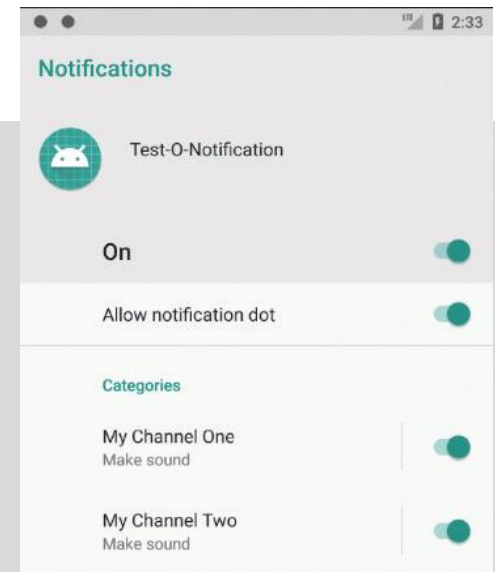 2:33
Notifications
Test-O-Notification
On
Allow notification dot
Categories
My Channel One
Make sound
My Channel Two
Make sound